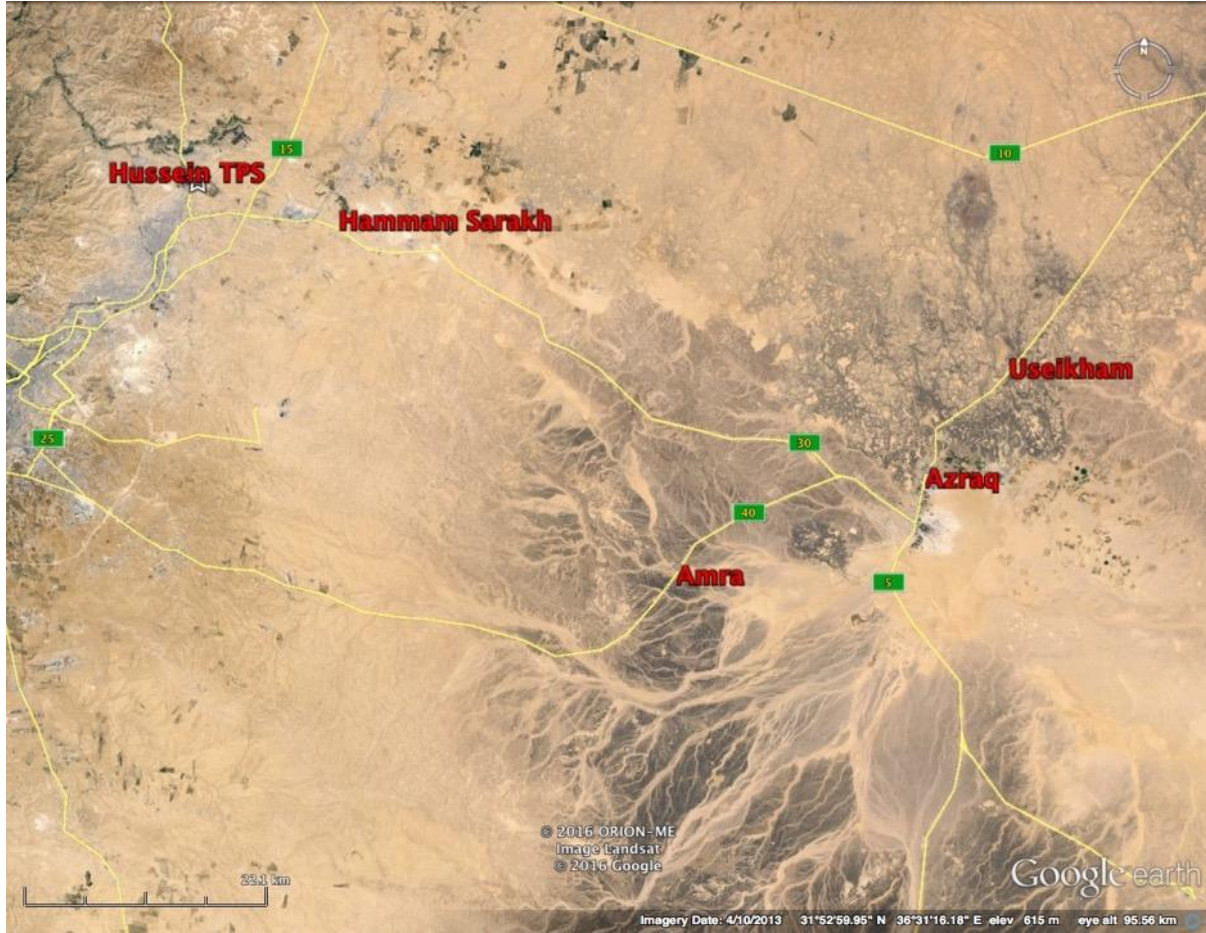 N
15
10
Hussein TPS
Hammam Sarakh
Useikham
25
30
Azraq
40
Amra
5
© 2016 ORION-ME
Image Landsat
© 2016 Google
22.1 km
Google earth
Imagery Date: 4/10/2013 31°52'59.95" N 36°31'16.18" E elev 615 m eye alt 95.56 km